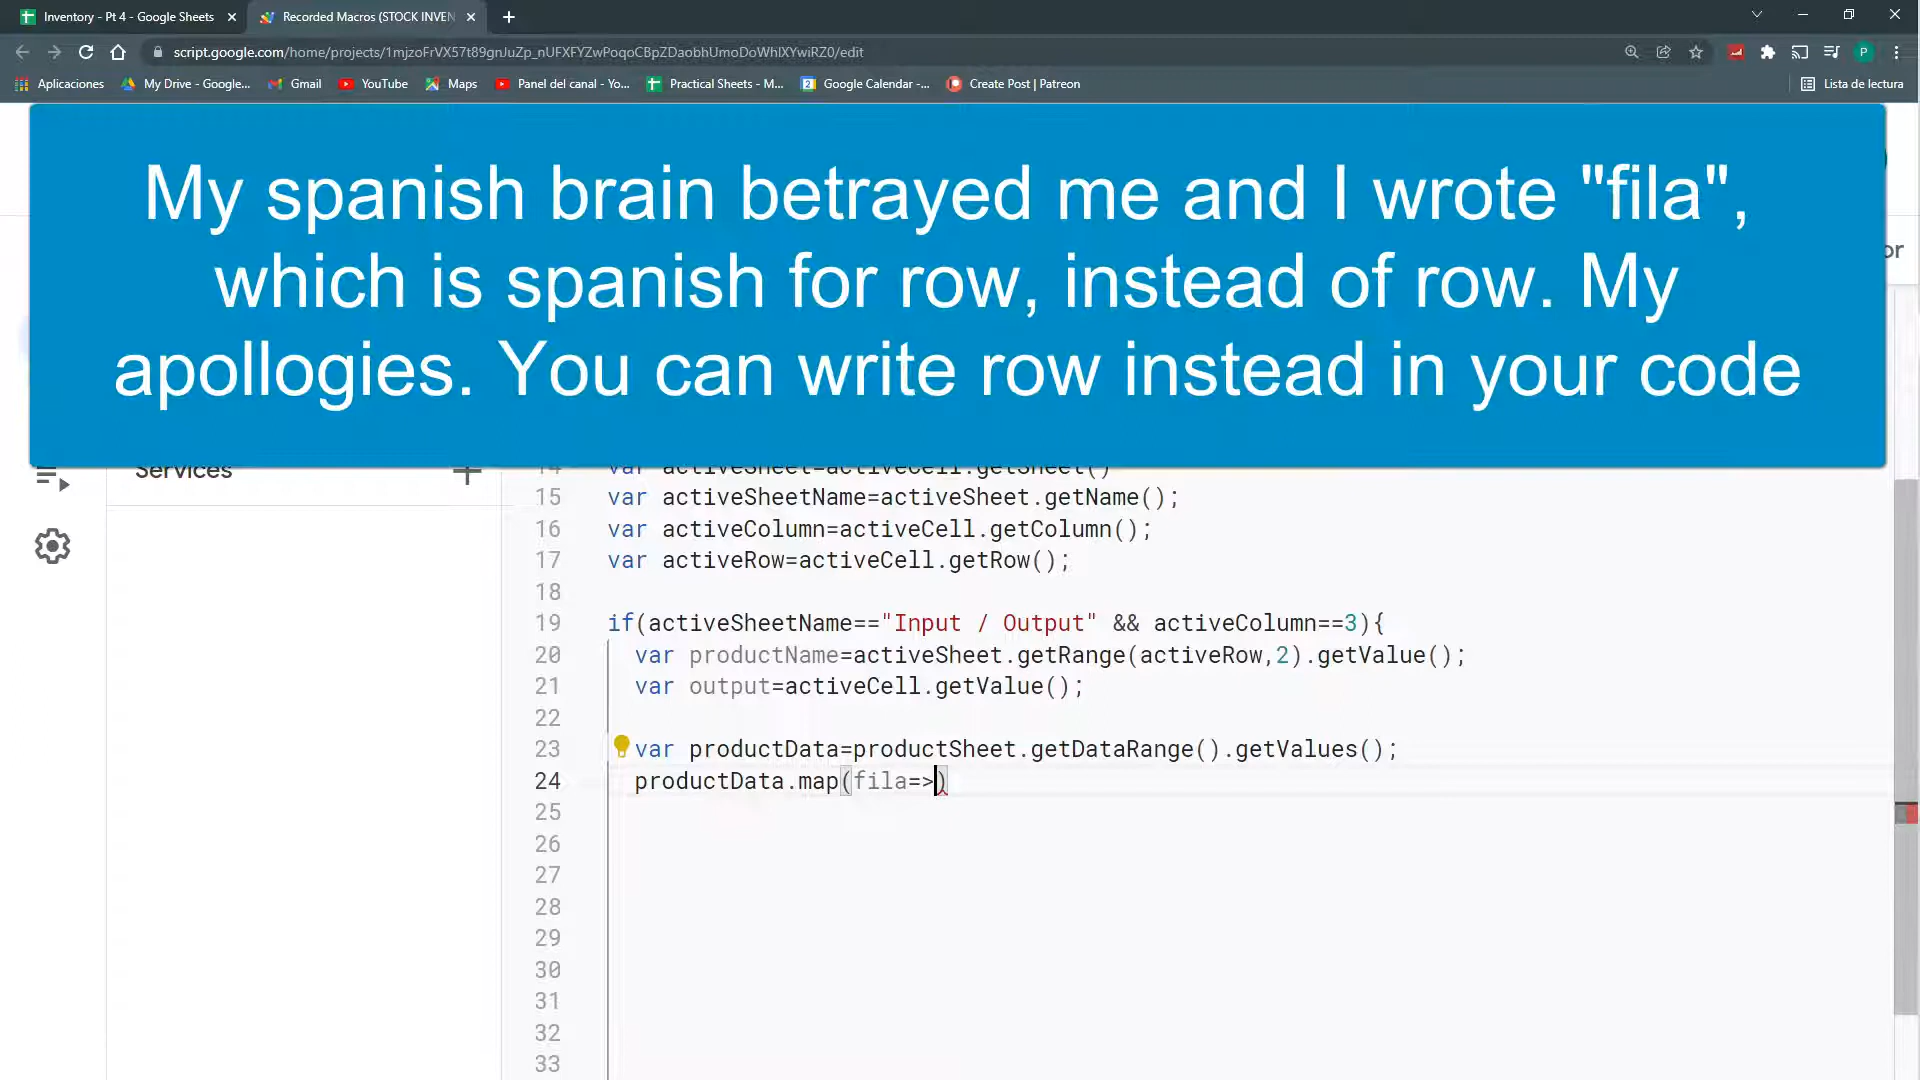 Inventory - Pt 4 - Google Sheets
Recorded Macros (STOCK INVEN
script.google.com/home/projects/1mjzoFrVX57t89gnJuZp_nUFXFYZwPoqoCBpZDaobhUmoDoWhlXYwiRZ0/edit
P
Aplicaciones
My Drive - Google...
Gmail
YouTube
Maps
Panel del canal - Yo...
Practical Sheets - M...
Google Calendar -...
Create Post | Patreon
Lista de lectura
My spanish brain betrayed me and I wrote "fila",
which is spanish for row, instead of row. My
apollogies. You can write row instead in your code
or
Services
14 var activeSheet=activeCell.getSheet()
15 var activeSheetName=activeSheet.getName();
16 var activeColumn=activeCell.getColumn();
17 var activeRow=activeCell.getRow();
18
19 if(activeSheetName=="Input / Output" && activeColumn==3){
20 var productName=activeSheet.getRange(activeRow,2).getValue();
21 var output=activeCell.getValue();
22
23 var productData=productSheet.getDataRange().getValues();
24 productData.map(fila=>)
25
26
27
28
29
30
31
32
33